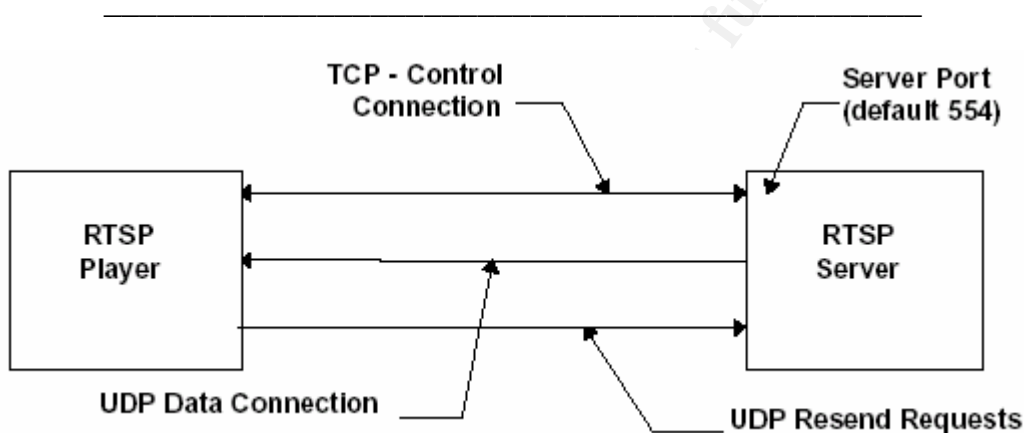 TCP - Control
Connection
Server Port
(default 554)
RTSP
Player
RTSP
Server
UDP Data Connection
UDP Resend Requests